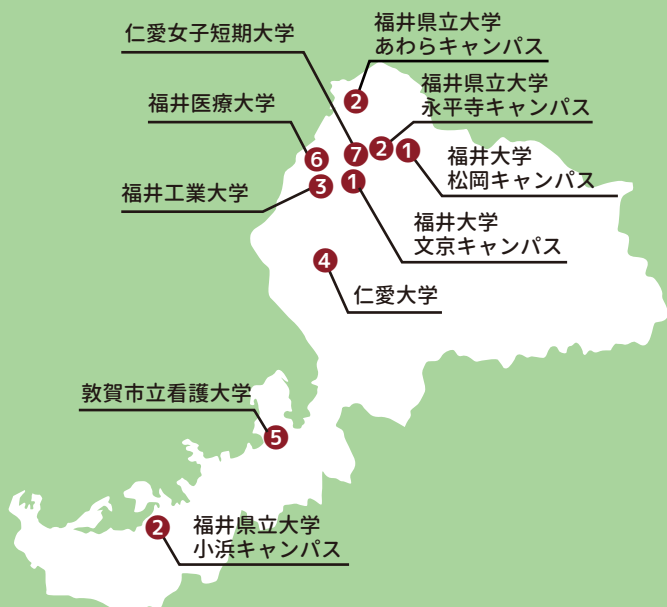 福井県立大学
あわらキャンパス
仁愛女子短期大学
福井県立大学
永平寺キャンパス
福井医療大学
2
2
1
7
6
福井大学
松岡キャンパス
福井工業大学
3
1
福井大学
文京キャンパス
4
仁愛大学
敦賀市立看護大学
5
2
福井県立大学
小浜キャンパス